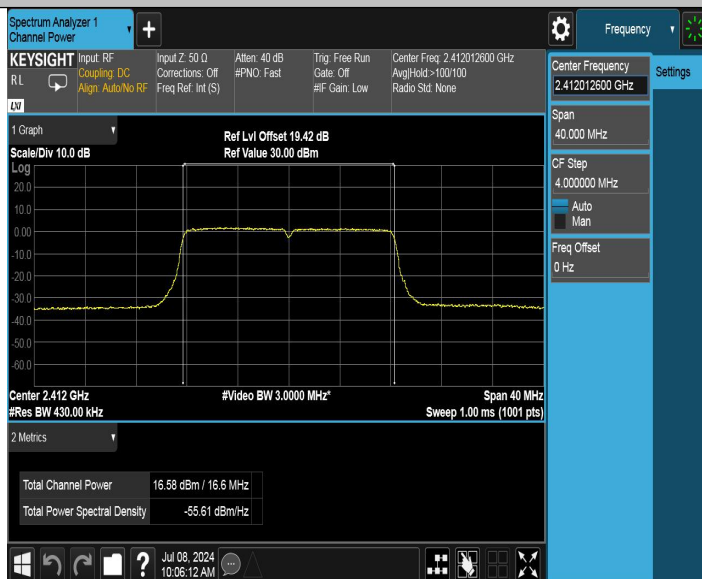 Spectrum Analyzer 1
Channel Power
+
Frequency
KEYSIGHT
RL
LXI
Input: RF
Coupling: DC
Align: Auto/No RF
Input Z: 50 Ω
Corrections: Off
Freq Ref: Int (S)
Atten: 40 dB
#PNO: Fast
Trig: Free Run
Gate: Off
#IF Gain: Low
Center Freq: 2.412012600 GHz
Avg|Hold:>100/100
Radio Std: None
Center Frequency
2.412012600 GHz
Settings
Span
40.000 MHz
CF Step
4.000000 MHz
Auto
Man
Freq Offset
0 Hz
1 Graph
Scale/Div 10.0 dB
Ref Lvl Offset 19.42 dB
Ref Value 30.00 dBm
Log
20.0
10.0
0.00
-10.0
-20.0
-30.0
-40.0
-50.0
-60.0
Center 2.412 GHz
#Res BW 430.00 kHz
#Video BW 3.0000 MHz*
Span 40 MHz
Sweep 1.00 ms (1001 pts)
2 Metrics
Total Channel Power 16.58 dBm / 16.6 MHz
Total Power Spectral Density -55.61 dBm/Hz
?
Jul 08, 2024
10:06:12 AM